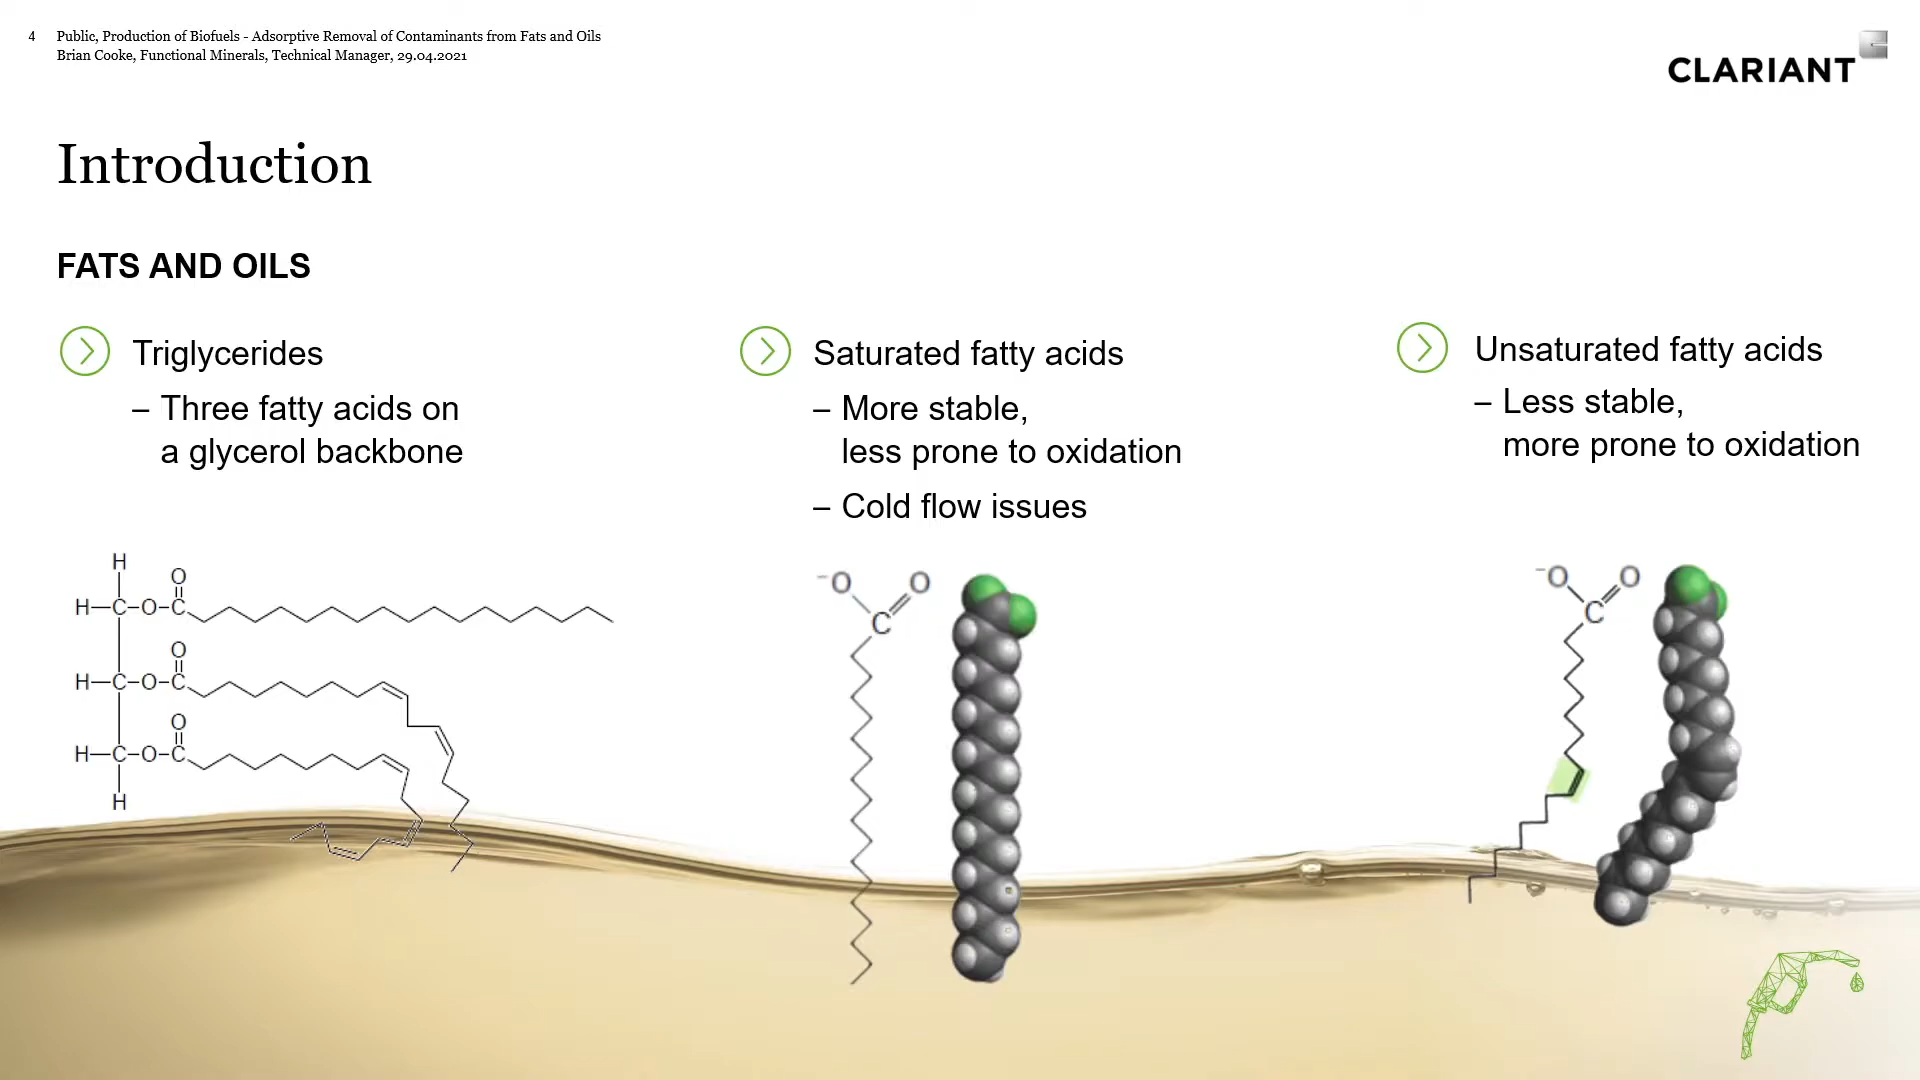 4 Public, Production of Biofuels - Adsorptive Removal of Contaminants from Fats and Oils
Brian Cooke, Functional Minerals, Technical Manager, 29.04.2021
CLARIANT
Introduction
FATS AND OILS
Triglycerides
– Three fatty acids on
a glycerol backbone
Saturated fatty acids
– More stable,
less prone to oxidation
– Cold flow issues
Unsaturated fatty acids
– Less stable,
more prone to oxidation
H
O
H–C–O–C
O
H–C–O–C
O
H–C–O–C
H
⁻O O
C
⁻O O
C